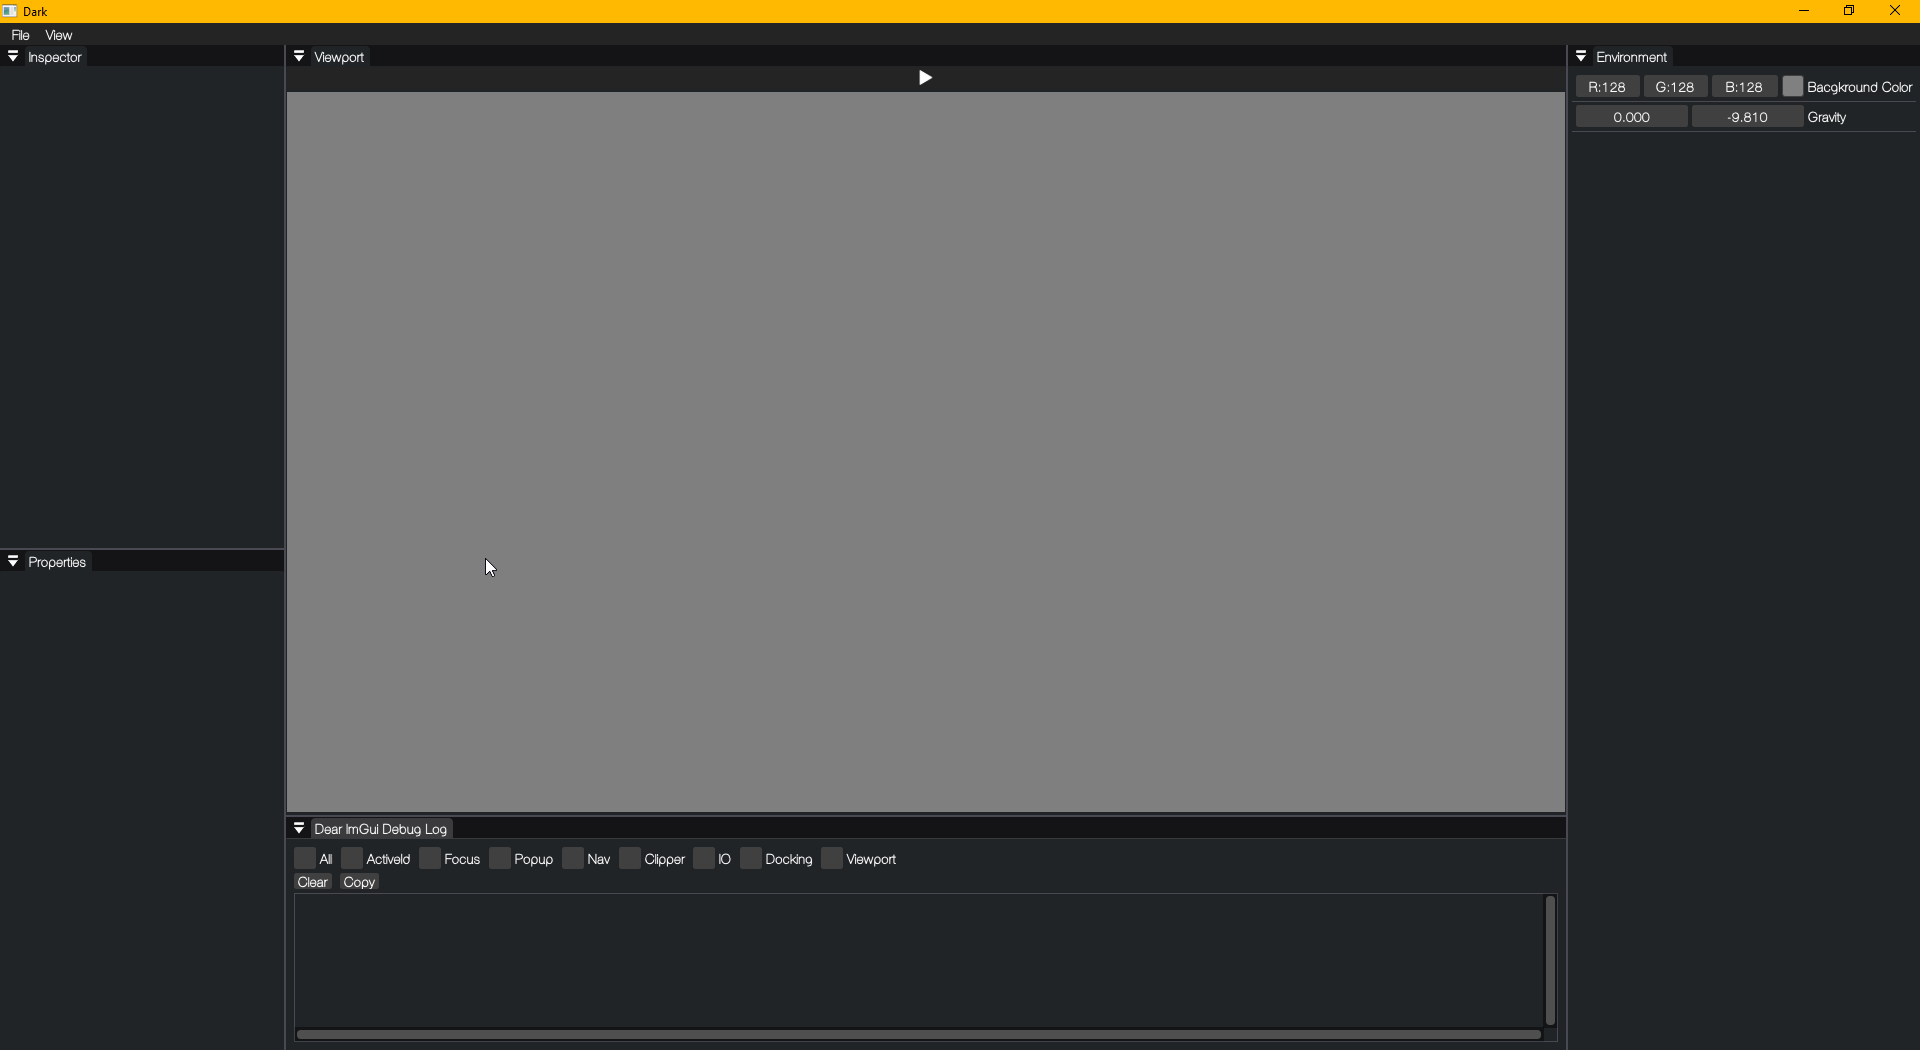 Dark
File View
Inspector
Viewport
Environment
R:128 G:128 B:128 Bacgkround Color
0.000 -9.810 Gravity
Properties
Dear ImGui Debug Log
All ActiveId Focus Popup Nav Clipper IO Docking Viewport
Clear Copy